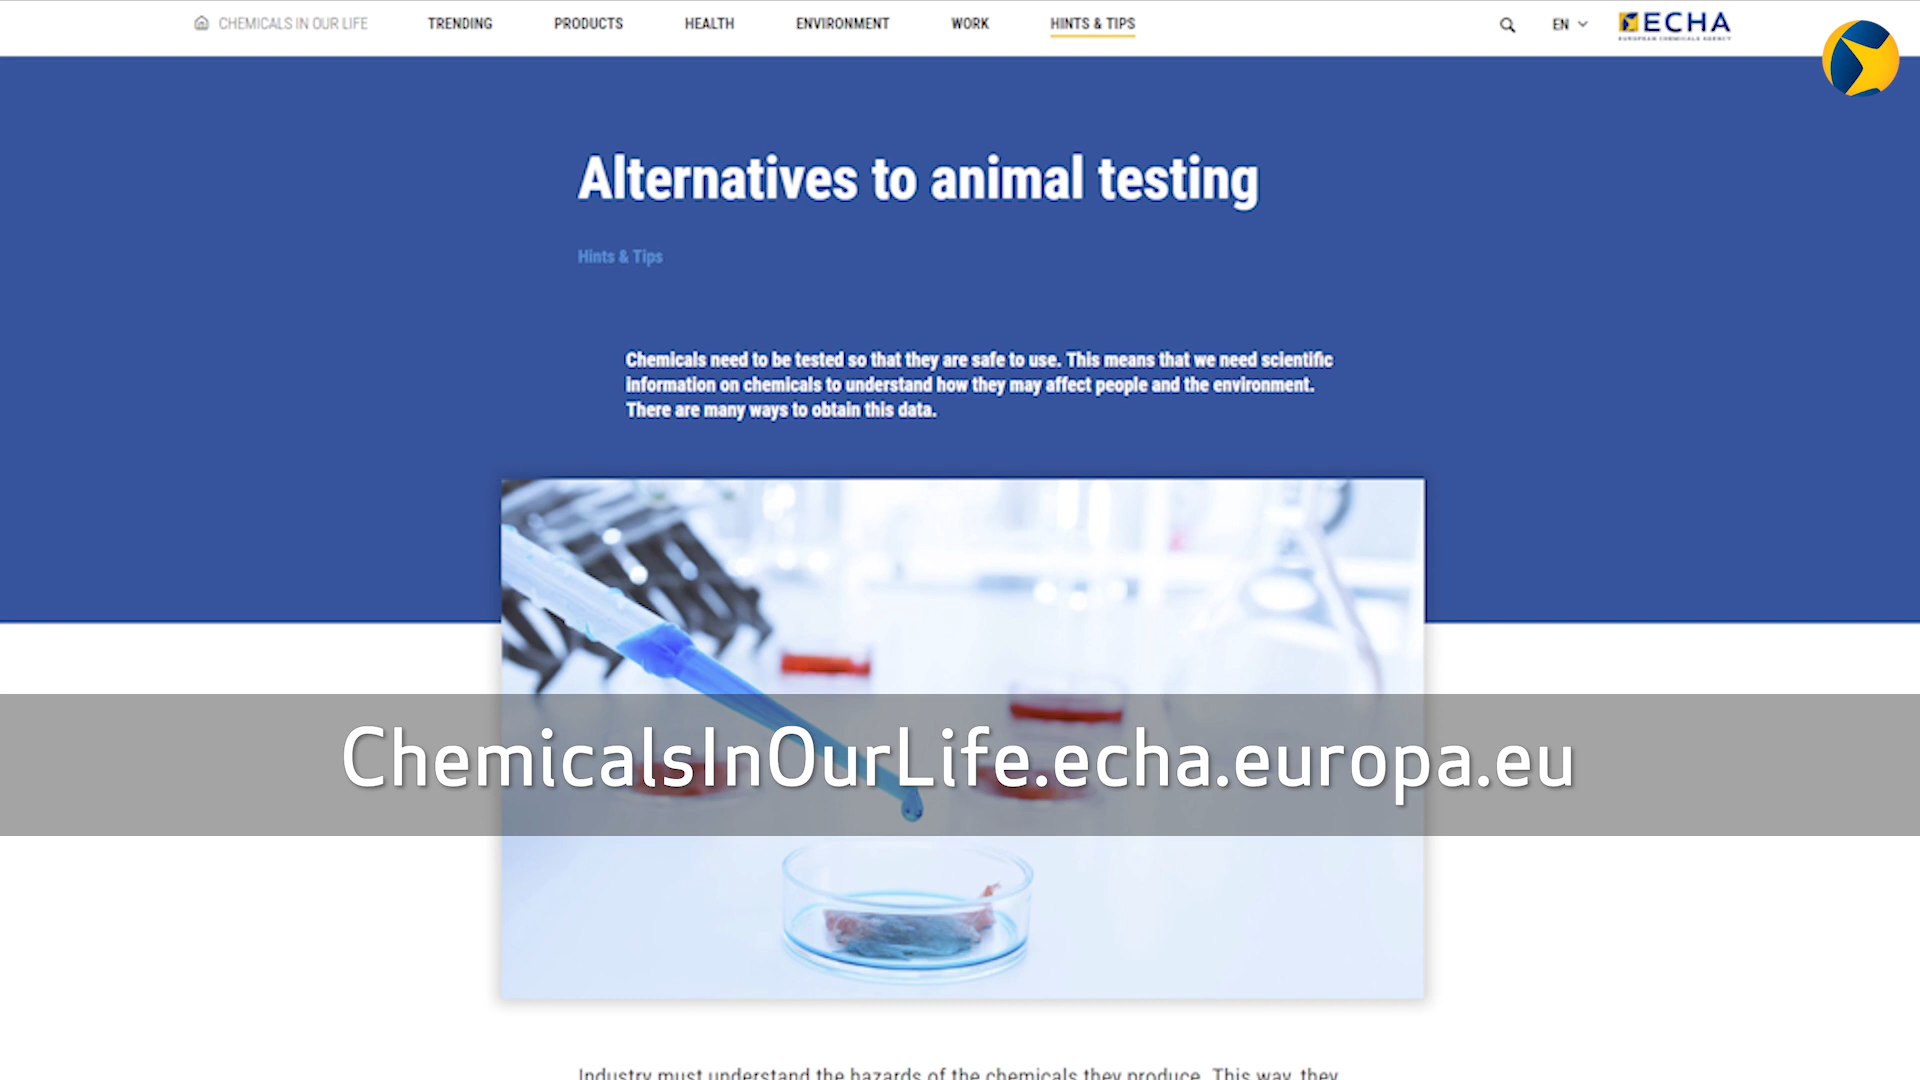 CHEMICALS IN OUR LIFE TRENDING PRODUCTS HEALTH ENVIRONMENT WORK HINTS & TIPS EN ECHA
EUROPEAN CHEMICALS AGENCY
Alternatives to animal testing
Hints & Tips
Chemicals need to be tested so that they are safe to use. This means that we need scientific
information on chemicals to understand how they may affect people and the environment.
There are many ways to obtain this data.
ChemicalsInOurLife.echa.europa.eu
Industry must understand the hazards of the chemicals they produce. This way, they